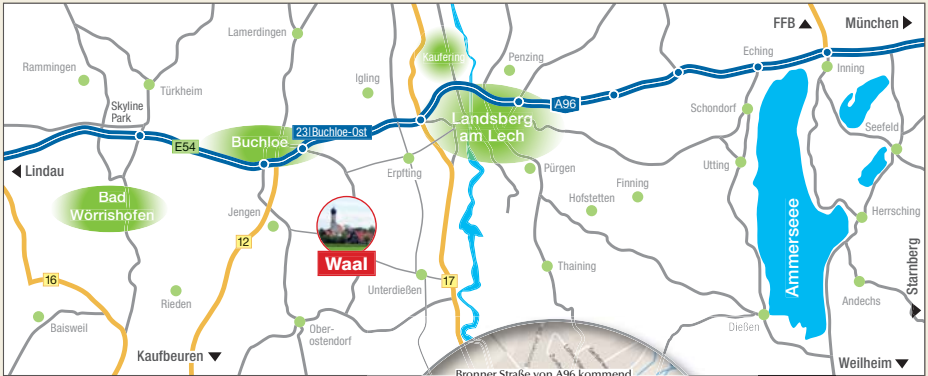 FFB
München
Lamerdingen
Kaufering
Penzing
Eching
Rammingen
Igling
Inning
Türkheim
Skyline
Park
A96
Schondorf
Landsberg
am Lech
23|Buchloe-Ost
Seefeld
E54
Buchloe
Lindau
Erpfting
Pürgen
Utting
Bad
Wörrishofen
Finning
Hofstetten
Jengen
Herrsching
12
Waal
Ammerseee
Starnberg
Thaining
16
17
Unterdießen
Rieden
Andechs
Baisweil
Ober-
ostendorf
Dießen
Kaufbeuren
Weilheim
Bronner Straße von A96 kommend